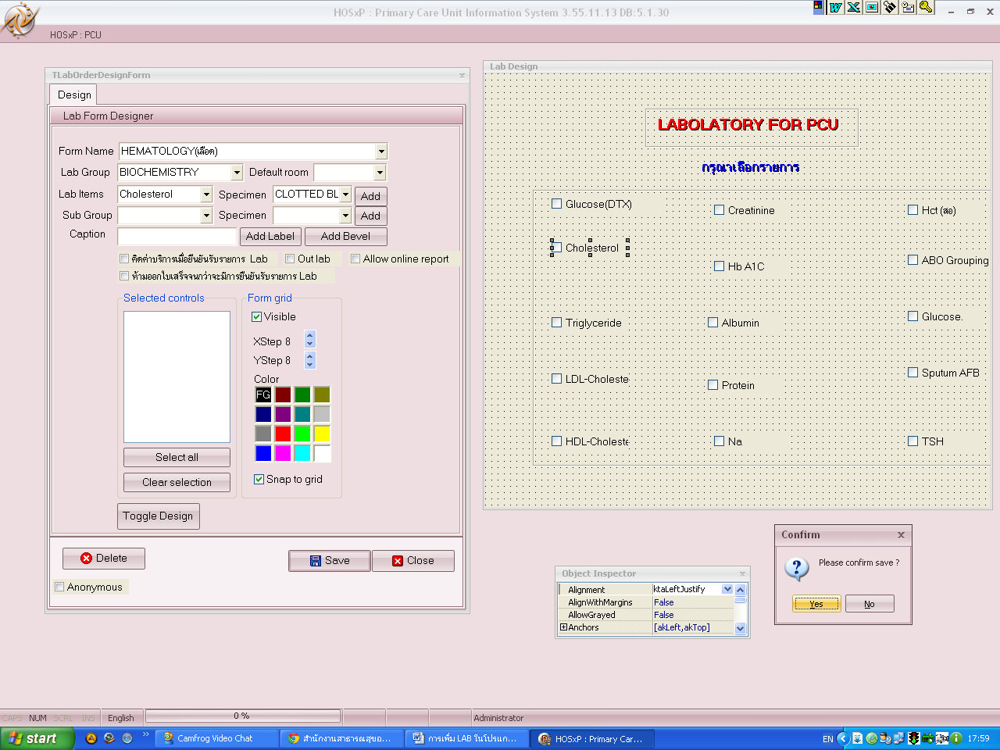 HOSxP : Primary Care Unit Information System 3.55.11.13 DB:5.1.30
HOSxP : PCU
TLabOrderDesignForm
Design
Lab Form Designer
Form Name HEMATOLOGY(เลือด)
Lab Group BIOCHEMISTRY Default room
Lab Items Cholesterol Specimen CLOTTED BL Add
Sub Group Specimen Add
Caption Add Label Add Bevel
คิดค่าบริการเมื่อยืนยันรับรายการ Lab Out lab Allow online report
ห้ามออกใบเสร็จจนกว่าจะมีการยืนยันรับรายการ Lab
Selected controls
Select all
Clear selection
Form grid
Visible
XStep 8
YStep 8
Color
FG
Snap to grid
Toggle Design
Delete Save Close
Anonymous
Lab Design
LABOLATORY FOR PCU
กรุณาเลือกรายการ
Glucose(DTX) Creatinine Hct (สอ)
Cholesterol Hb A1C ABO Grouping
Triglyceride Albumin Glucose.
LDL-Choleste Protein Sputum AFB
HDL-Choleste Na TSH
Object Inspector
Alignment ktaLeftJustify
AlignWithMargins False
AllowGrayed False
Anchors [akLeft,akTop]
Confirm
Please confirm save ?
Yes No
CAPS NUM SCRL INS English 0 % Administrator
start Camfrog Video Chat สำนักงานสาธารณสุขอ... การเพิ่ม LAB ในโปรแก... HOSxP : Primary Car... EN 17:59